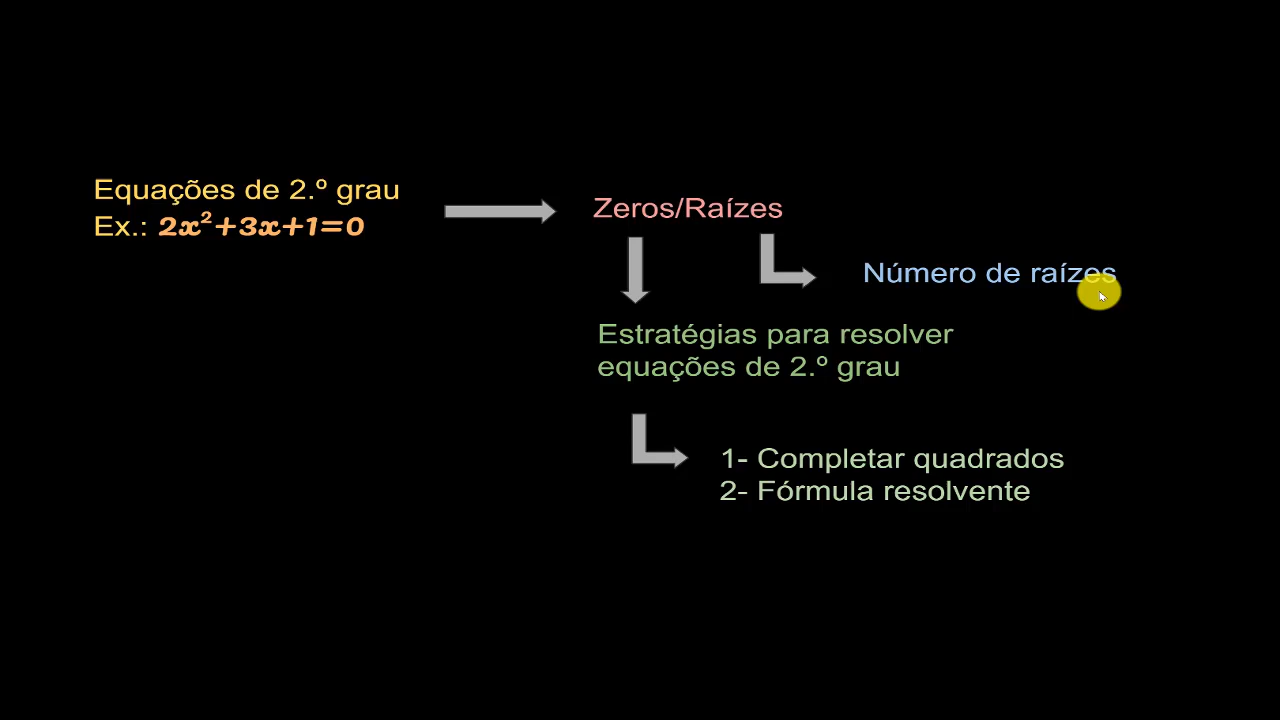 Equações de 2.º grau
Ex.: 2x²+3x+1=0
Zeros/Raízes
Número de raízes
Estratégias para resolver
equações de 2.º grau
1- Completar quadrados
2- Fórmula resolvente